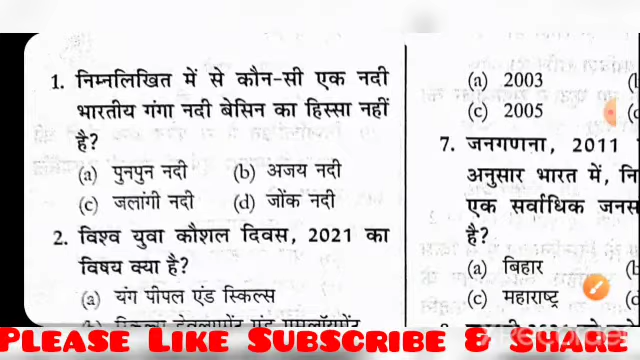 1. निम्नलिखित में से कौन-सी एक नदी
भारतीय गंगा नदी बेसिन का हिस्सा नहीं
है?
(a) पुनपुन नदी (b) अजय नदी
(c) जलांगी नदी (d) जोंक नदी
2. विश्व युवा कौशल दिवस, 2021 का
विषय क्या है?
(a) यंग पीपल एंड स्किल्स
(a) 2003
(c) 2005
7. जनगणना, 2011
अनुसार भारत में, नि
एक सर्वाधिक जनस
है?
(a) बिहार
(c) महाराष्ट्र
Please Like Subscribe & Share